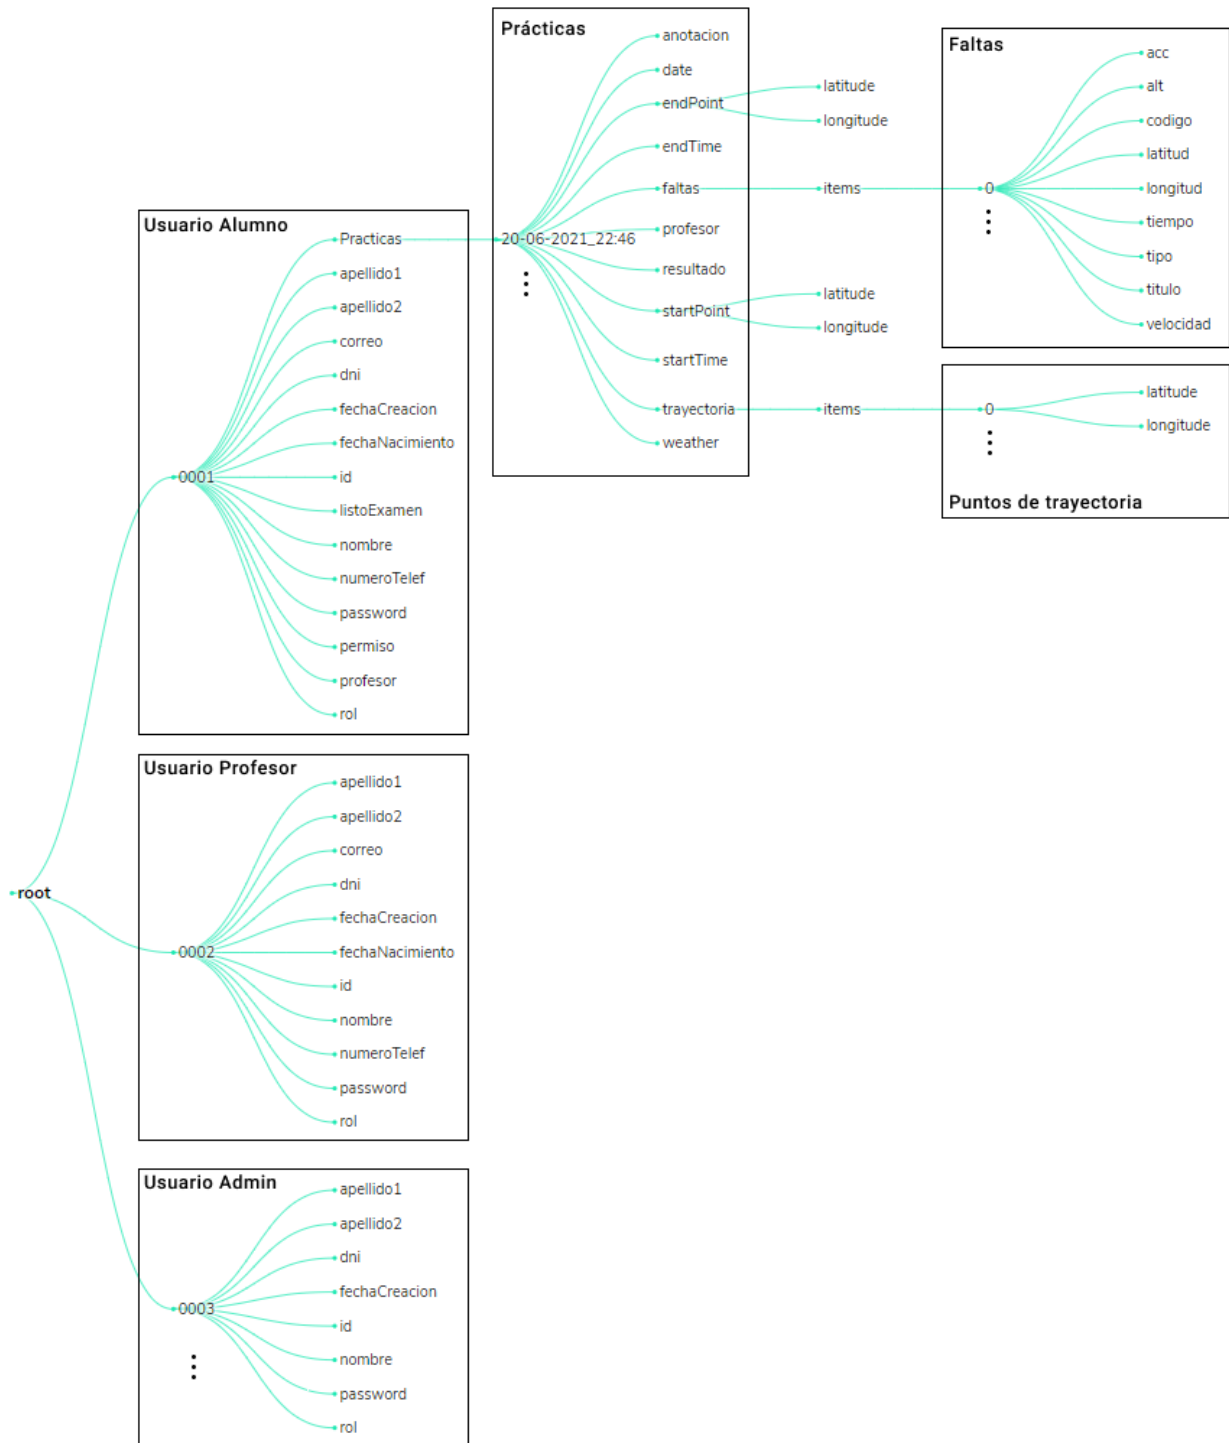 Prácticas
anotacion
date
endPoint
latitude
longitude
endTime
faltas
items
profesor
20-06-2021_22:46
resultado
startPoint
latitude
longitude
startTime
trayectoria
items
weather
Faltas
acc
alt
codigo
latitud
0
longitud
tiempo
tipo
titulo
velocidad
latitude
0
longitude
Puntos de trayectoria
Usuario Alumno
Practicas
apellido1
apellido2
correo
dni
fechaCreacion
fechaNacimiento
0001
id
listoExamen
nombre
numeroTelef
password
permiso
profesor
rol
Usuario Profesor
apellido1
apellido2
correo
dni
root
fechaCreacion
0002
fechaNacimiento
id
nombre
numeroTelef
password
rol
Usuario Admin
apellido1
apellido2
dni
fechaCreacion
0003
id
nombre
password
rol